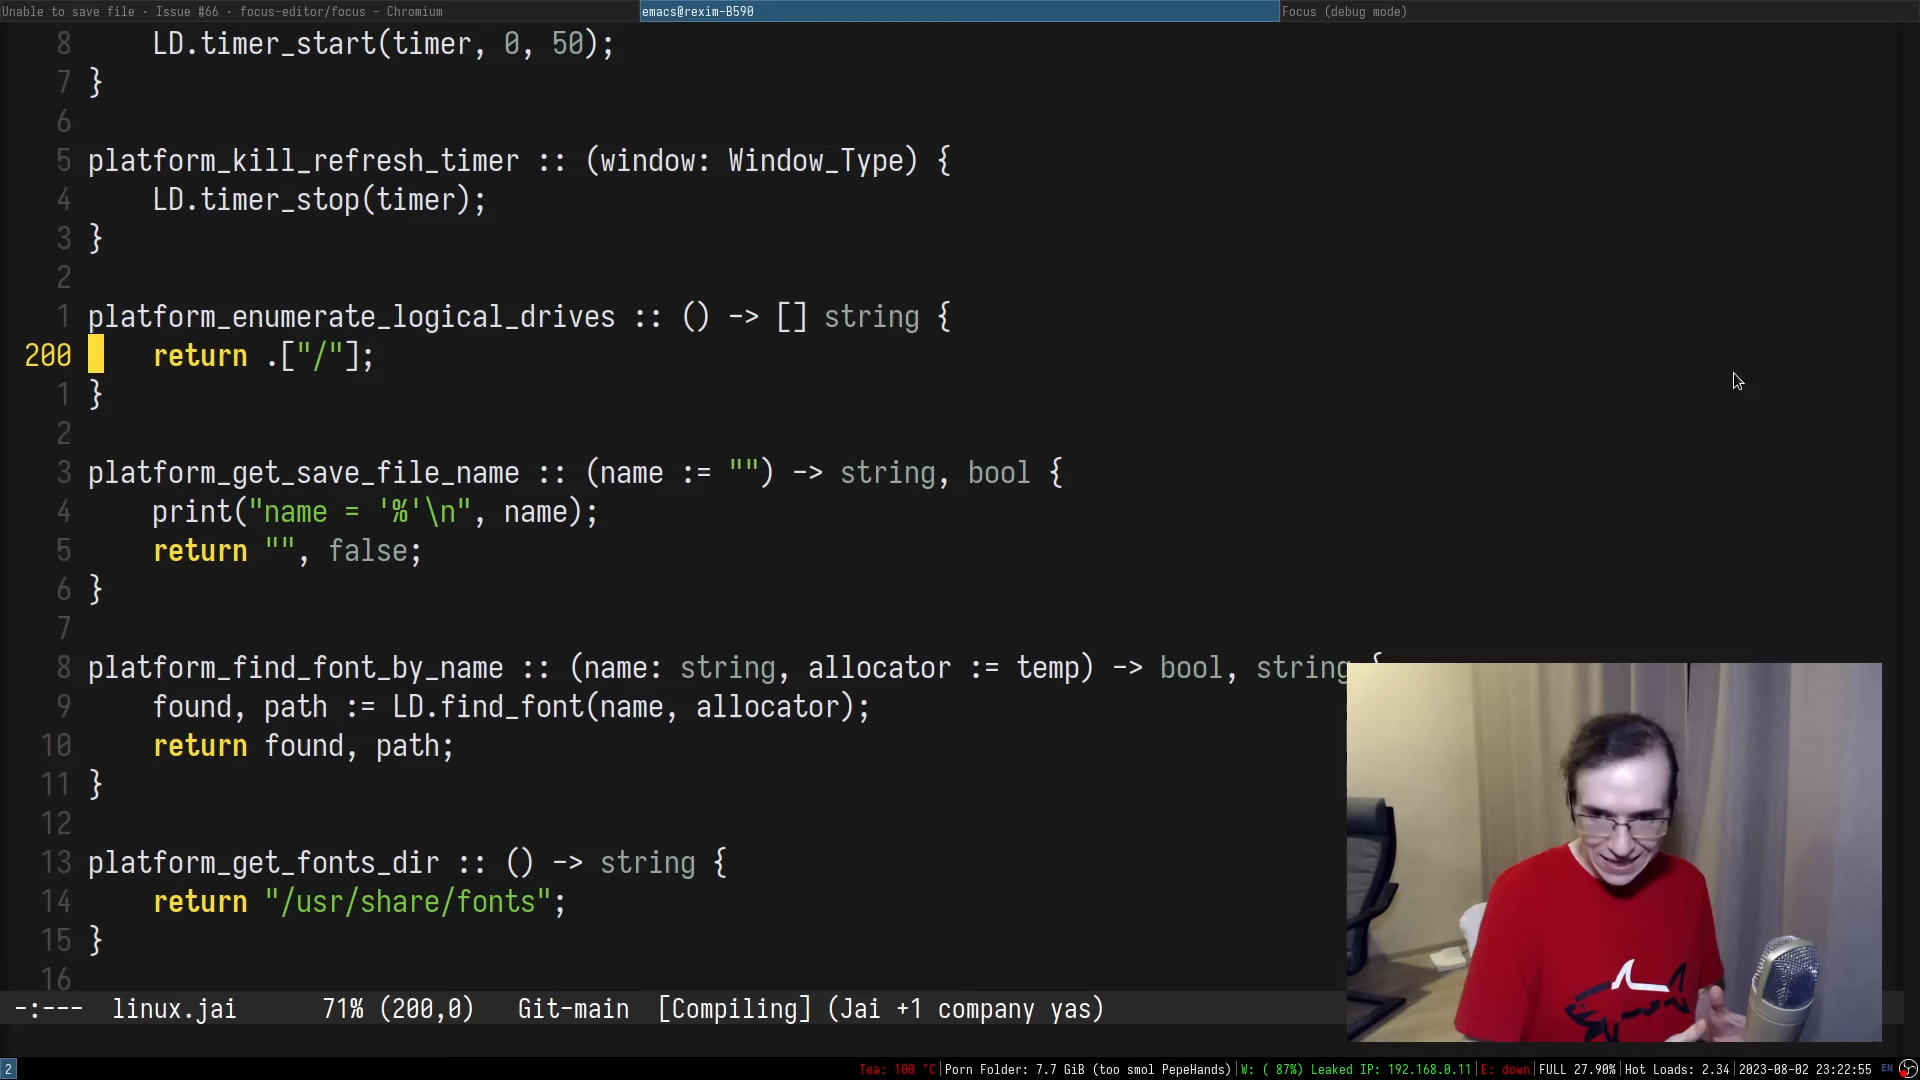 Unable to save file · Issue #66 · focus-editor/focus - Chromium
emacs@rexim-B590
Focus (debug mode)
8 LD.timer_start(timer, 0, 50);
7 }
6
5 platform_kill_refresh_timer :: (window: Window_Type) {
4 LD.timer_stop(timer);
3 }
2
1 platform_enumerate_logical_drives :: () -> [] string {
200 return .["/"];
1 }
2
3 platform_get_save_file_name :: (name := "") -> string, bool {
4 print("name = '%'\n", name);
5 return "", false;
6 }
7
8 platform_find_font_by_name :: (name: string, allocator := temp) -> bool, string {
9 found, path := LD.find_font(name, allocator);
10 return found, path;
11 }
12
13 platform_get_fonts_dir :: () -> string {
14 return "/usr/share/fonts";
15 }
16
-:--- linux.jai 71% (200,0) Git-main [Compiling] (Jai +1 company yas)
2 Tea: 100 °C|Porn Folder: 7.7 GiB (too smol PepeHands)|W: ( 87%) Leaked IP: 192.168.0.11|E: down|FULL 27.90%|Hot Loads: 2.34|2023-08-02 23:22:55 EN